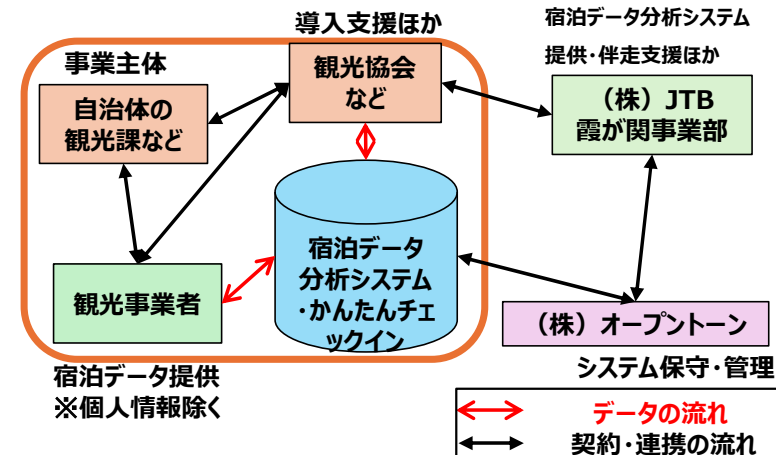 導入支援ほか
宿泊データ分析システム
提供・伴走支援ほか
事業主体
自治体の
観光課など
観光協会
など
（株）JTB
霞が関事業部
宿泊データ
分析システム
・かんたんチェ
ックイン
観光事業者
（株）オープントーン
宿泊データ提供
※個人情報除く
システム保守・管理
データの流れ
契約・連携の流れ